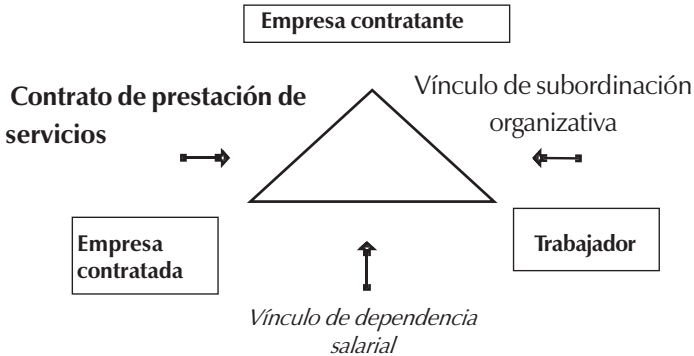 Empresa contratante
Contrato de prestación de
servicios
Vínculo de subordinación
organizativa
Empresa
contratada
Trabajador
Vínculo de dependencia
salarial